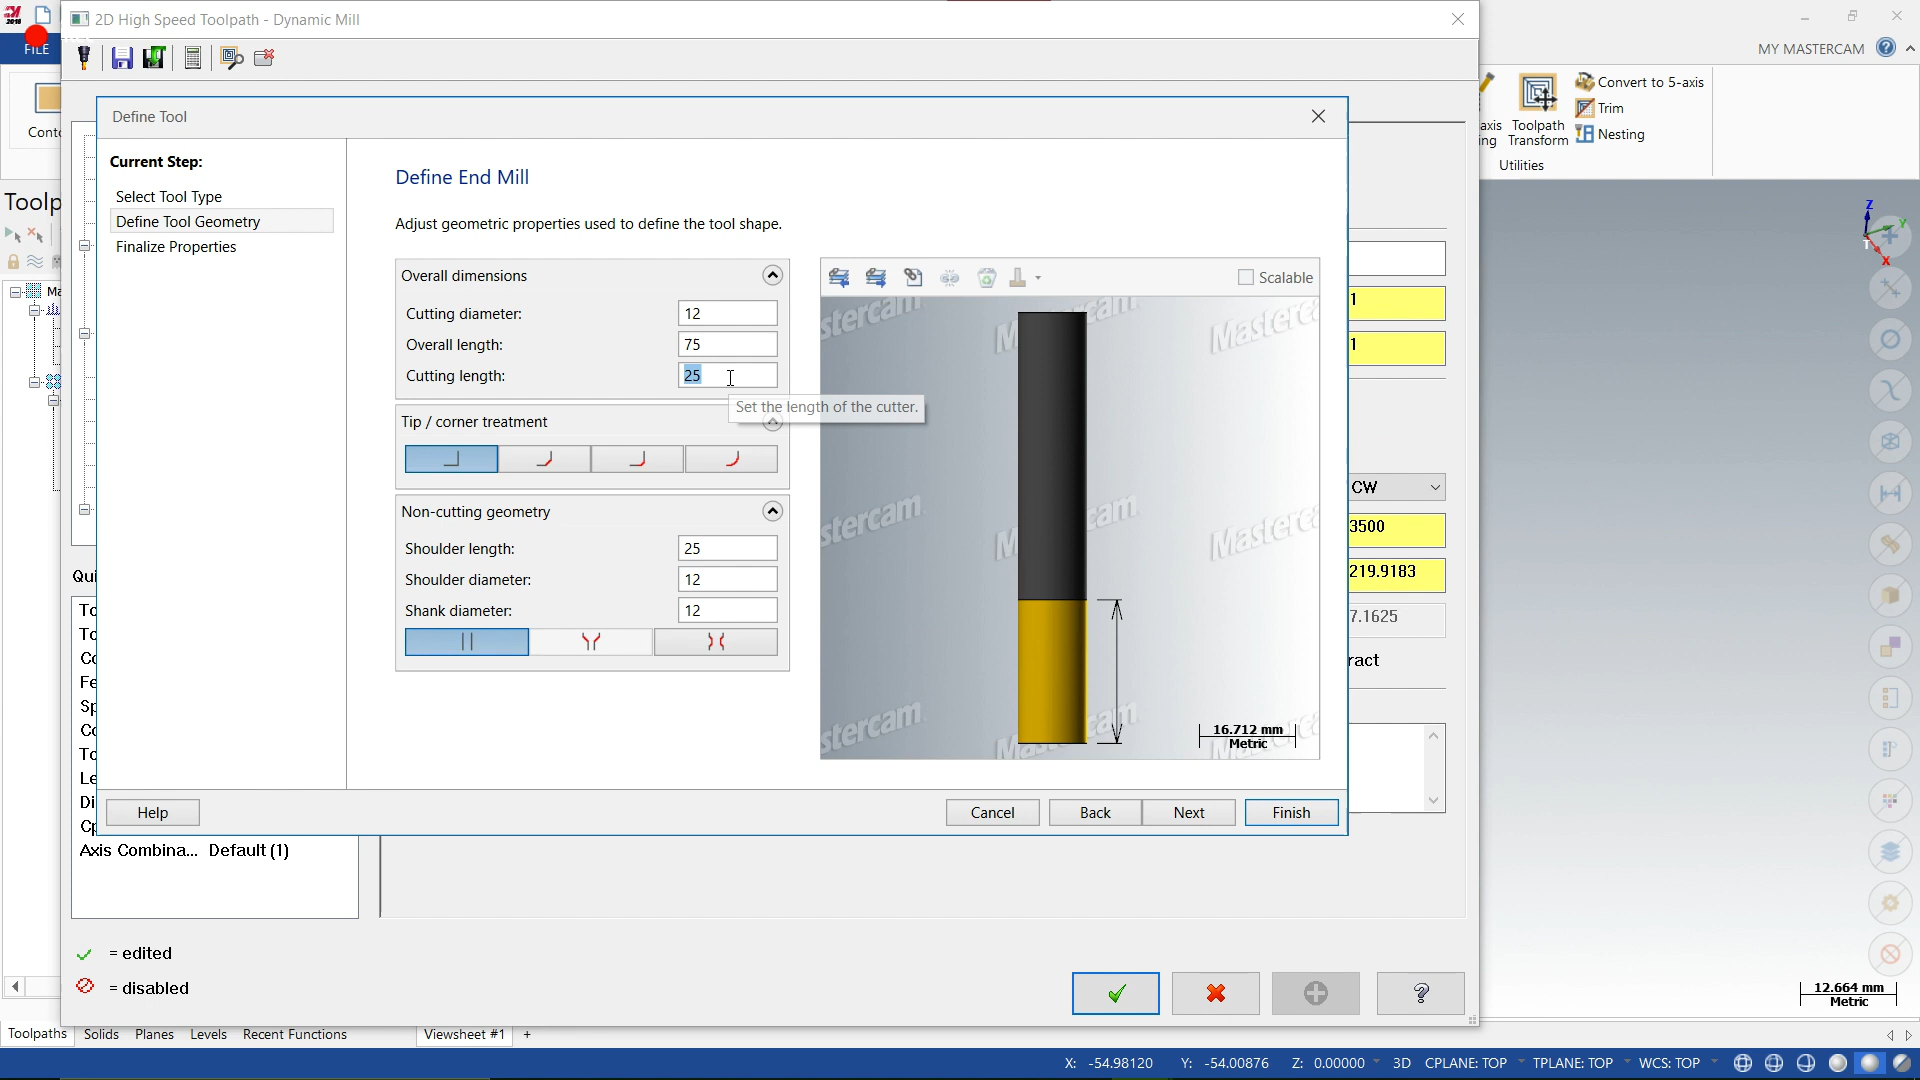 2D High Speed Toolpath - Dynamic Mill
FILE
MY MASTERCAM
Convert to 5-axis
Trim
Nesting
Toolpath
Transform
Utilities
Define Tool
Current Step:
Select Tool Type
Define Tool Geometry
Finalize Properties
Define End Mill
Adjust geometric properties used to define the tool shape.
Overall dimensions
Cutting diameter: 12
Overall length: 75
Cutting length: 25
Set the length of the cutter.
Tip / corner treatment
Non-cutting geometry
Shoulder length: 25
Shoulder diameter: 12
Shank diameter: 12
Scalable
Mastercam
16.712 mm
Metric
1
1
CW
3500
219.9183
7.1625
Help
Cancel
Back
Next
Finish
Axis Combina... Default (1)
= edited
= disabled
12.664 mm
Metric
Toolpaths
Solids
Planes
Levels
Recent Functions
Viewsheet #1
+
X: -54.98120 Y: -54.00876 Z: 0.00000 3D CPLANE: TOP TPLANE: TOP WCS: TOP